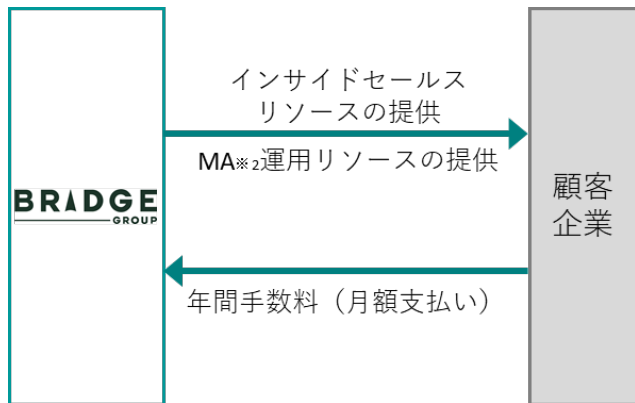 インサイドセールス
リソースの提供
MA※2運用リソースの提供
BRIDGE
GROUP
顧客
企業
年間手数料（月額支払い）